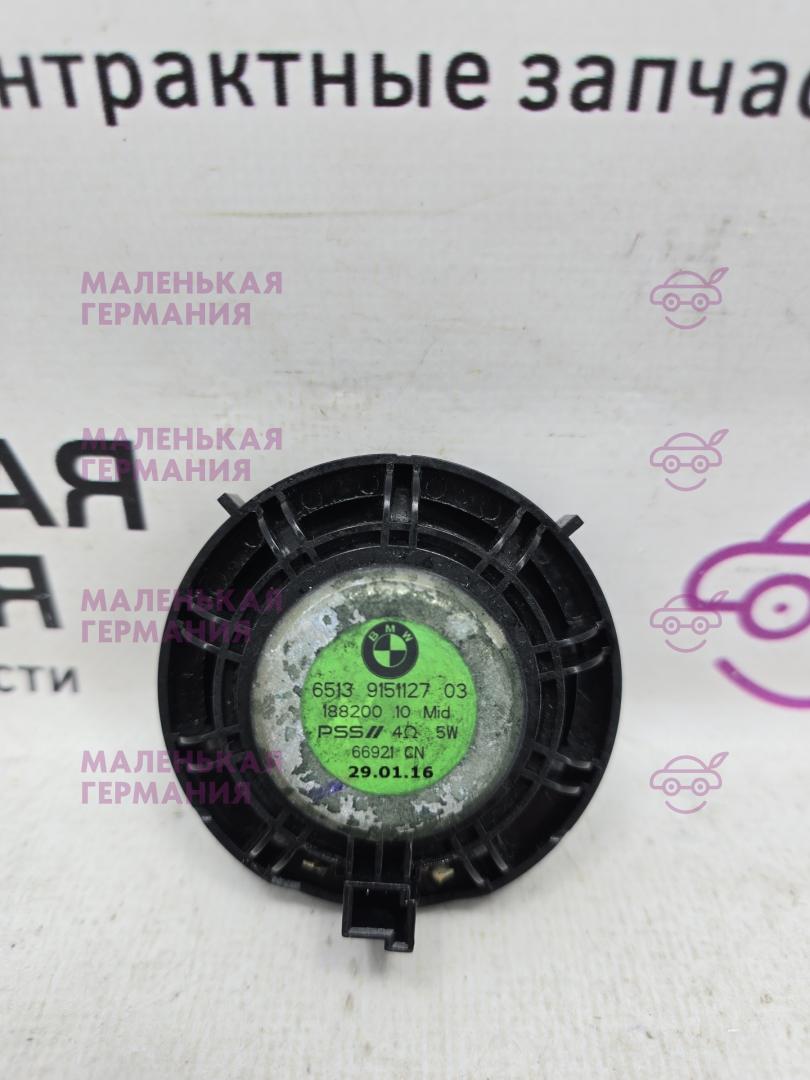 нтрактные запчас
МАЛЕНЬКАЯ
ГЕРМАНИЯ
МАЛЕНЬКАЯ
ГЕРМАНИЯ
АЯ
Я
сти
BMW
6513 9151127 03
188200 10 Mid
PSS// 4Ω 5W
66921 CN
29.01.16
МАЛЕНЬКАЯ
ГЕРМАНИЯ
МАЛЕНЬКАЯ
ГЕРМАНИЯ